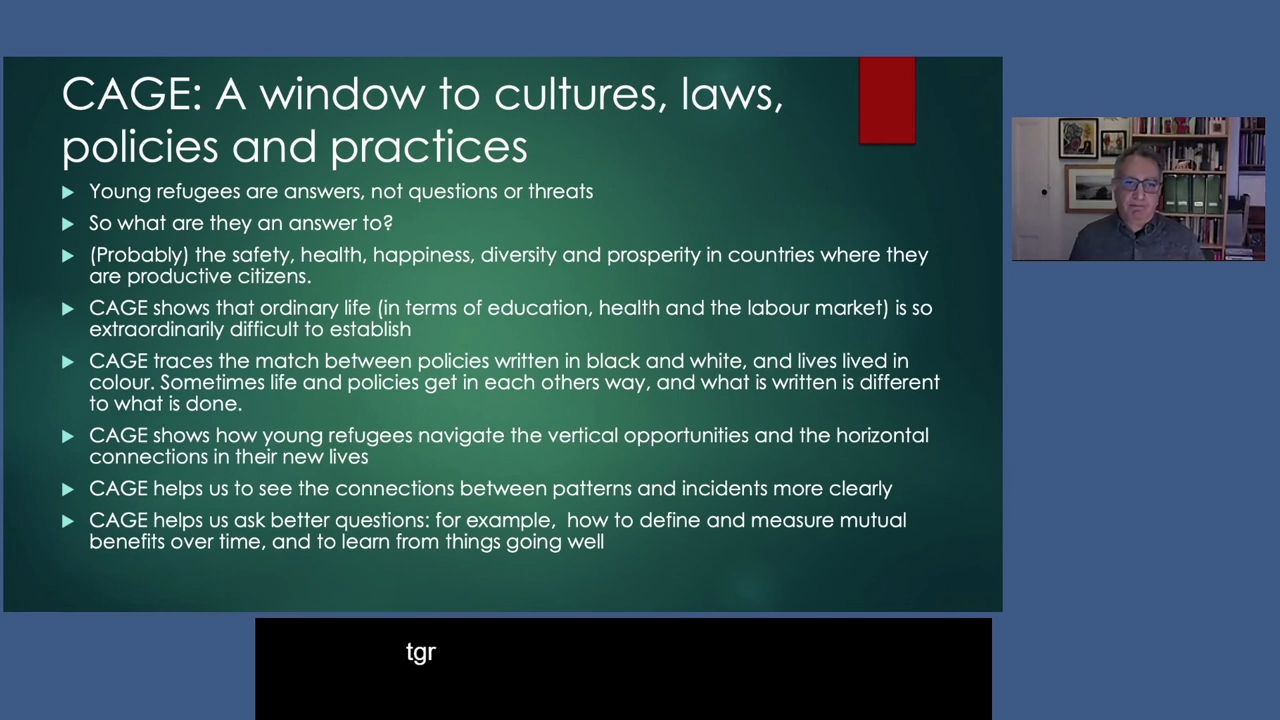 CAGE: A window to cultures, laws,
policies and practices
Young refugees are answers, not questions or threats
So what are they an answer to?
(Probably) the safety, health, happiness, diversity and prosperity in countries where they
are productive citizens.
CAGE shows that ordinary life (in terms of education, health and the labour market) is so
extraordinarily difficult to establish
CAGE traces the match between policies written in black and white, and lives lived in
colour. Sometimes life and policies get in each others way, and what is written is different
to what is done.
CAGE shows how young refugees navigate the vertical opportunities and the horizontal
connections in their new lives
CAGE helps us to see the connections between patterns and incidents more clearly
CAGE helps us ask better questions: for example,  how to define and measure mutual
benefits over time, and to learn from things going well
tgr